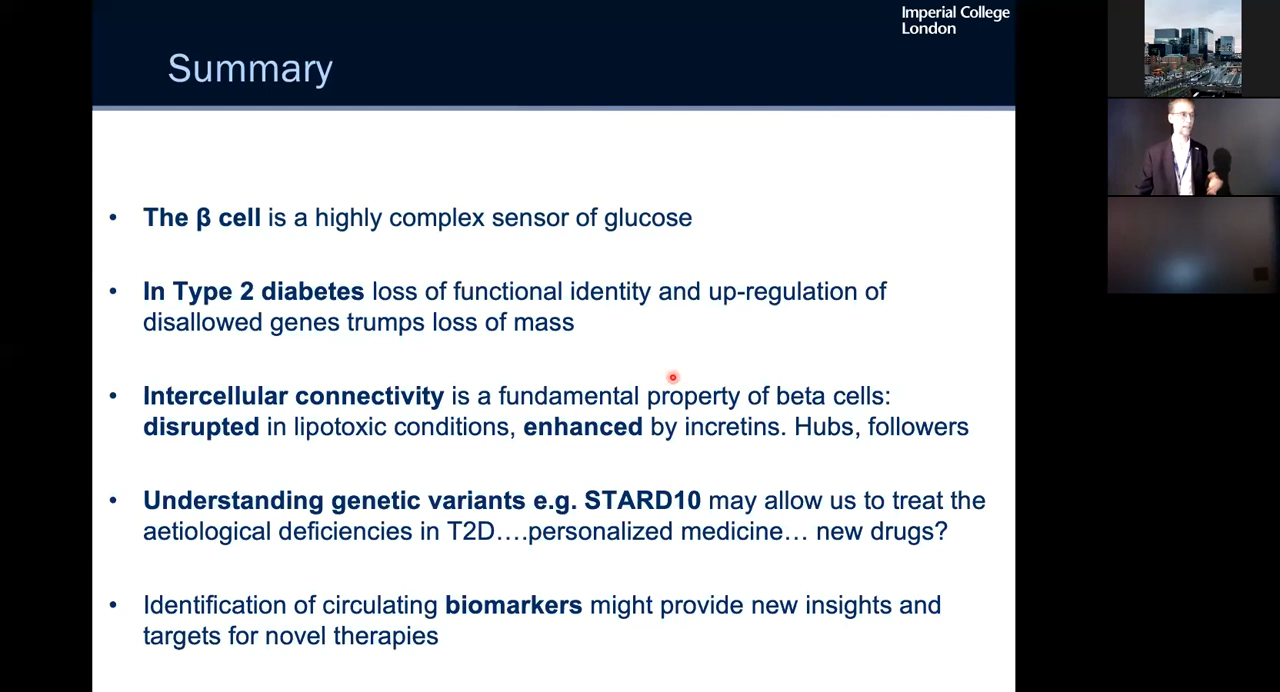 Imperial College
London
Summary
• The β cell is a highly complex sensor of glucose
• In Type 2 diabetes loss of functional identity and up-regulation of
disallowed genes trumps loss of mass
• Intercellular connectivity is a fundamental property of beta cells:
disrupted in lipotoxic conditions, enhanced by incretins. Hubs, followers
• Understanding genetic variants e.g. STARD10 may allow us to treat the
aetiological deficiencies in T2D….personalized medicine… new drugs?
• Identification of circulating biomarkers might provide new insights and
targets for novel therapies